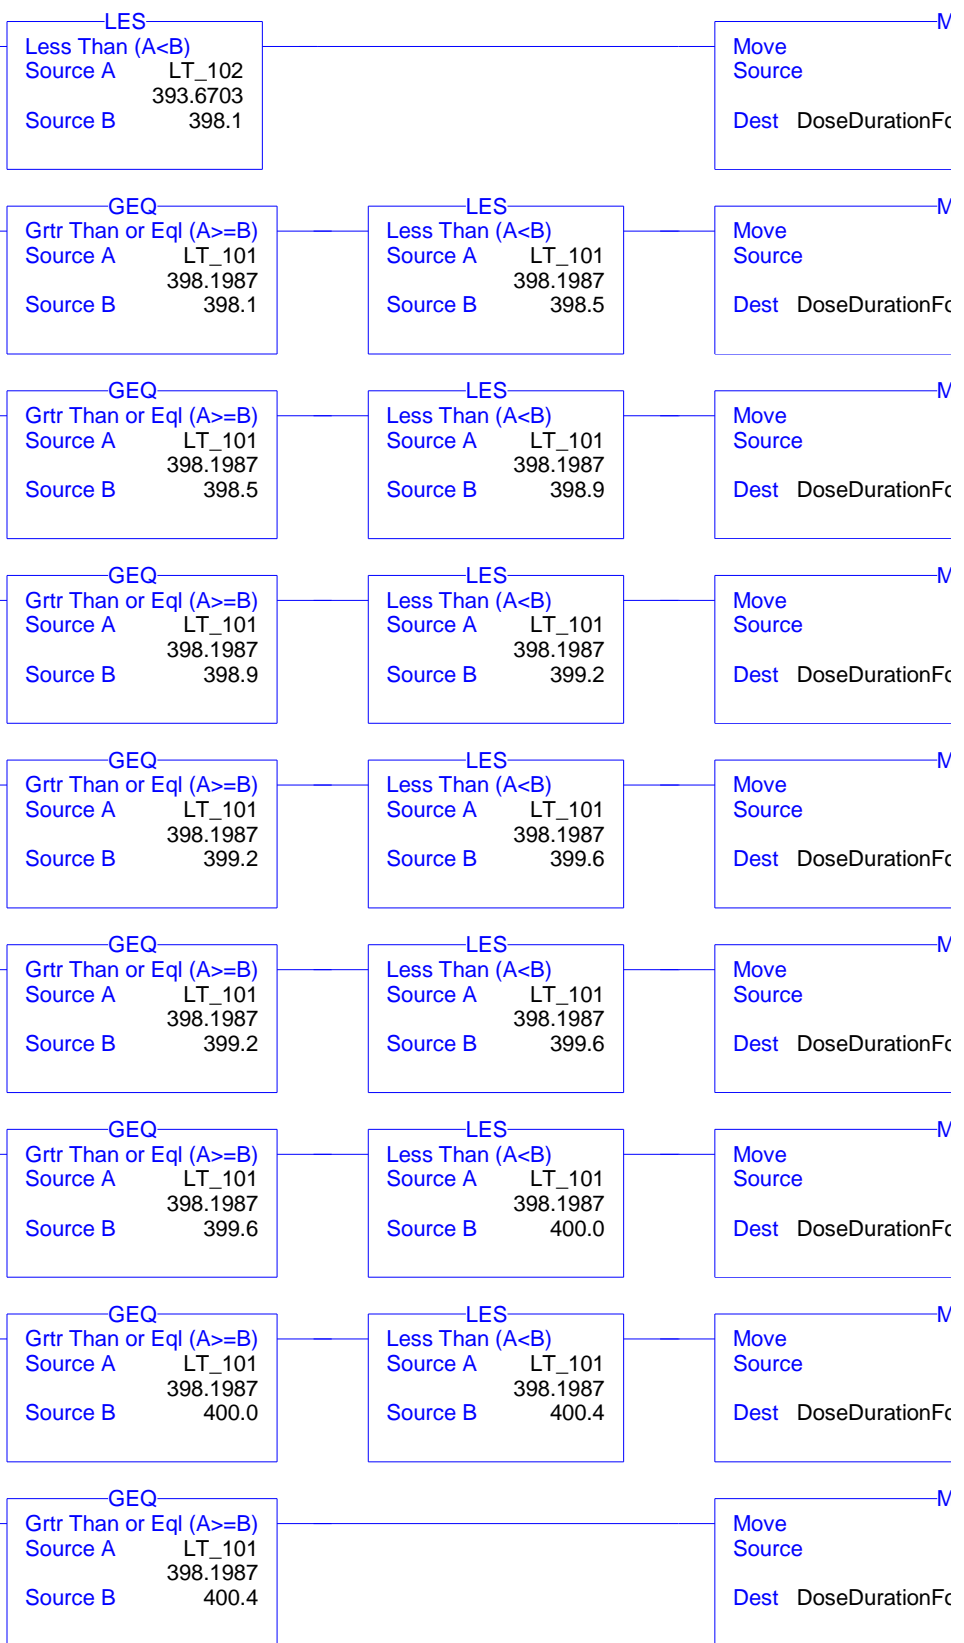 LES
Less Than (A<B)
Source A LT_102
393.6703
Source B 398.1
Move
Source
Dest
GEQ
Grtr Than or Eql (A>=B)
Source A LT_101
398.1987
Source B 398.1
LES
Less Than (A<B)
Source A LT_101
398.1987
Source B 398.5
Move
Source
Dest
GEQ
Grtr Than or Eql (A>=B)
Source A LT_101
398.1987
Source B 398.5
LES
Less Than (A<B)
Source A LT_101
398.1987
Source B 398.9
Move
Source
Dest
GEQ
Grtr Than or Eql (A>=B)
Source A LT_101
398.1987
Source B 398.9
LES
Less Than (A<B)
Source A LT_101
398.1987
Source B 399.2
Move
Source
Dest
GEQ
Grtr Than or Eql (A>=B)
Source A LT_101
398.1987
Source B 399.2
LES
Less Than (A<B)
Source A LT_101
398.1987
Source B 399.6
Move
Source
Dest
GEQ
Grtr Than or Eql (A>=B)
Source A LT_101
398.1987
Source B 399.2
LES
Less Than (A<B)
Source A LT_101
398.1987
Source B 399.6
Move
Source
Dest
GEQ
Grtr Than or Eql (A>=B)
Source A LT_101
398.1987
Source B 399.6
LES
Less Than (A<B)
Source A LT_101
398.1987
Source B 400.0
Move
Source
Dest
GEQ
Grtr Than or Eql (A>=B)
Source A LT_101
398.1987
Source B 400.0
LES
Less Than (A<B)
Source A LT_101
398.1987
Source B 400.4
Move
Source
Dest
GEQ
Grtr Than or Eql (A>=B)
Source A LT_101
398.1987
Source B 400.4
Move
Source
Dest